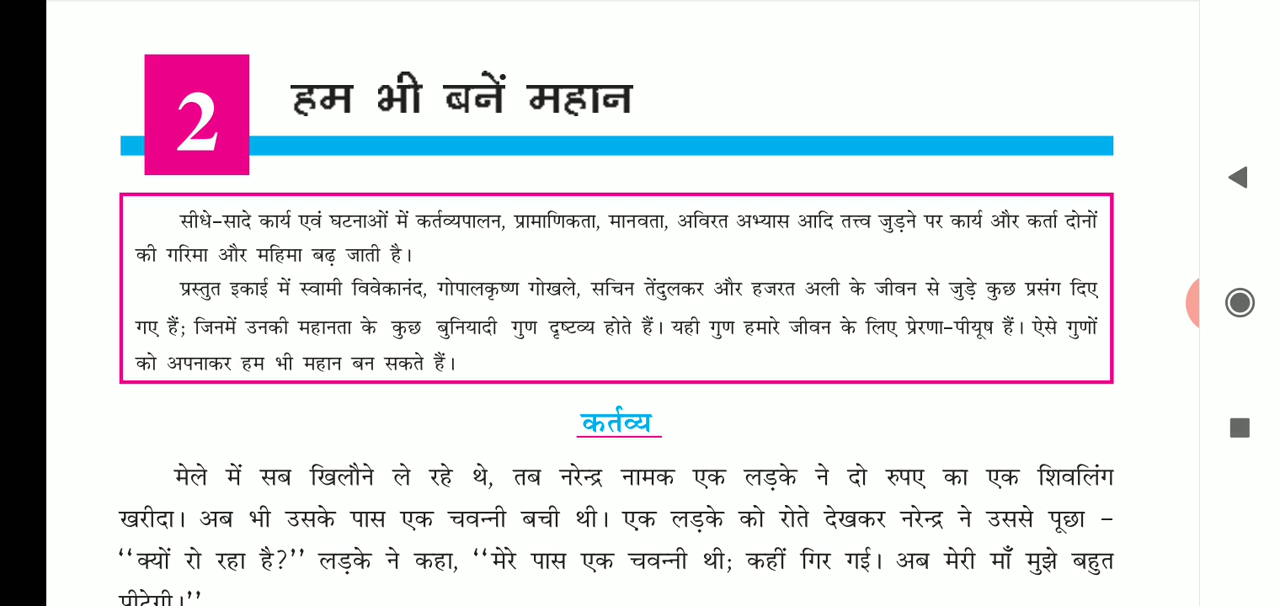 2
हम भी बनें महान
सीधे-सादे कार्य एवं घटनाओं में कर्तव्यपालन, प्रामाणिकता, मानवता, अविरत अभ्यास आदि तत्त्व जुड़ने पर कार्य और कर्ता दोनों
की गरिमा और महिमा बढ़ जाती है।
प्रस्तुत इकाई में स्वामी विवेकानंद, गोपालकृष्ण गोखले, सचिन तेंदुलकर और हजरत अली के जीवन से जुड़े कुछ प्रसंग दिए
गए हैं; जिनमें उनकी महानता के कुछ बुनियादी गुण दृष्टव्य होते हैं। यही गुण हमारे जीवन के लिए प्रेरणा-पीयूष हैं। ऐसे गुणों
को अपनाकर हम भी महान बन सकते हैं।
कर्तव्य
मेले में सब खिलौने ले रहे थे, तब नरेन्द्र नामक एक लड़के ने दो रुपए का एक शिवलिंग
खरीदा। अब भी उसके पास एक चवन्नी बची थी। एक लड़के को रोते देखकर नरेन्द्र ने उससे पूछा –
‘‘क्यों रो रहा है?’’ लड़के ने कहा, ‘‘मेरे पास एक चवन्नी थी; कहीं गिर गई। अब मेरी माँ मुझे बहुत
पीटेगी।’’